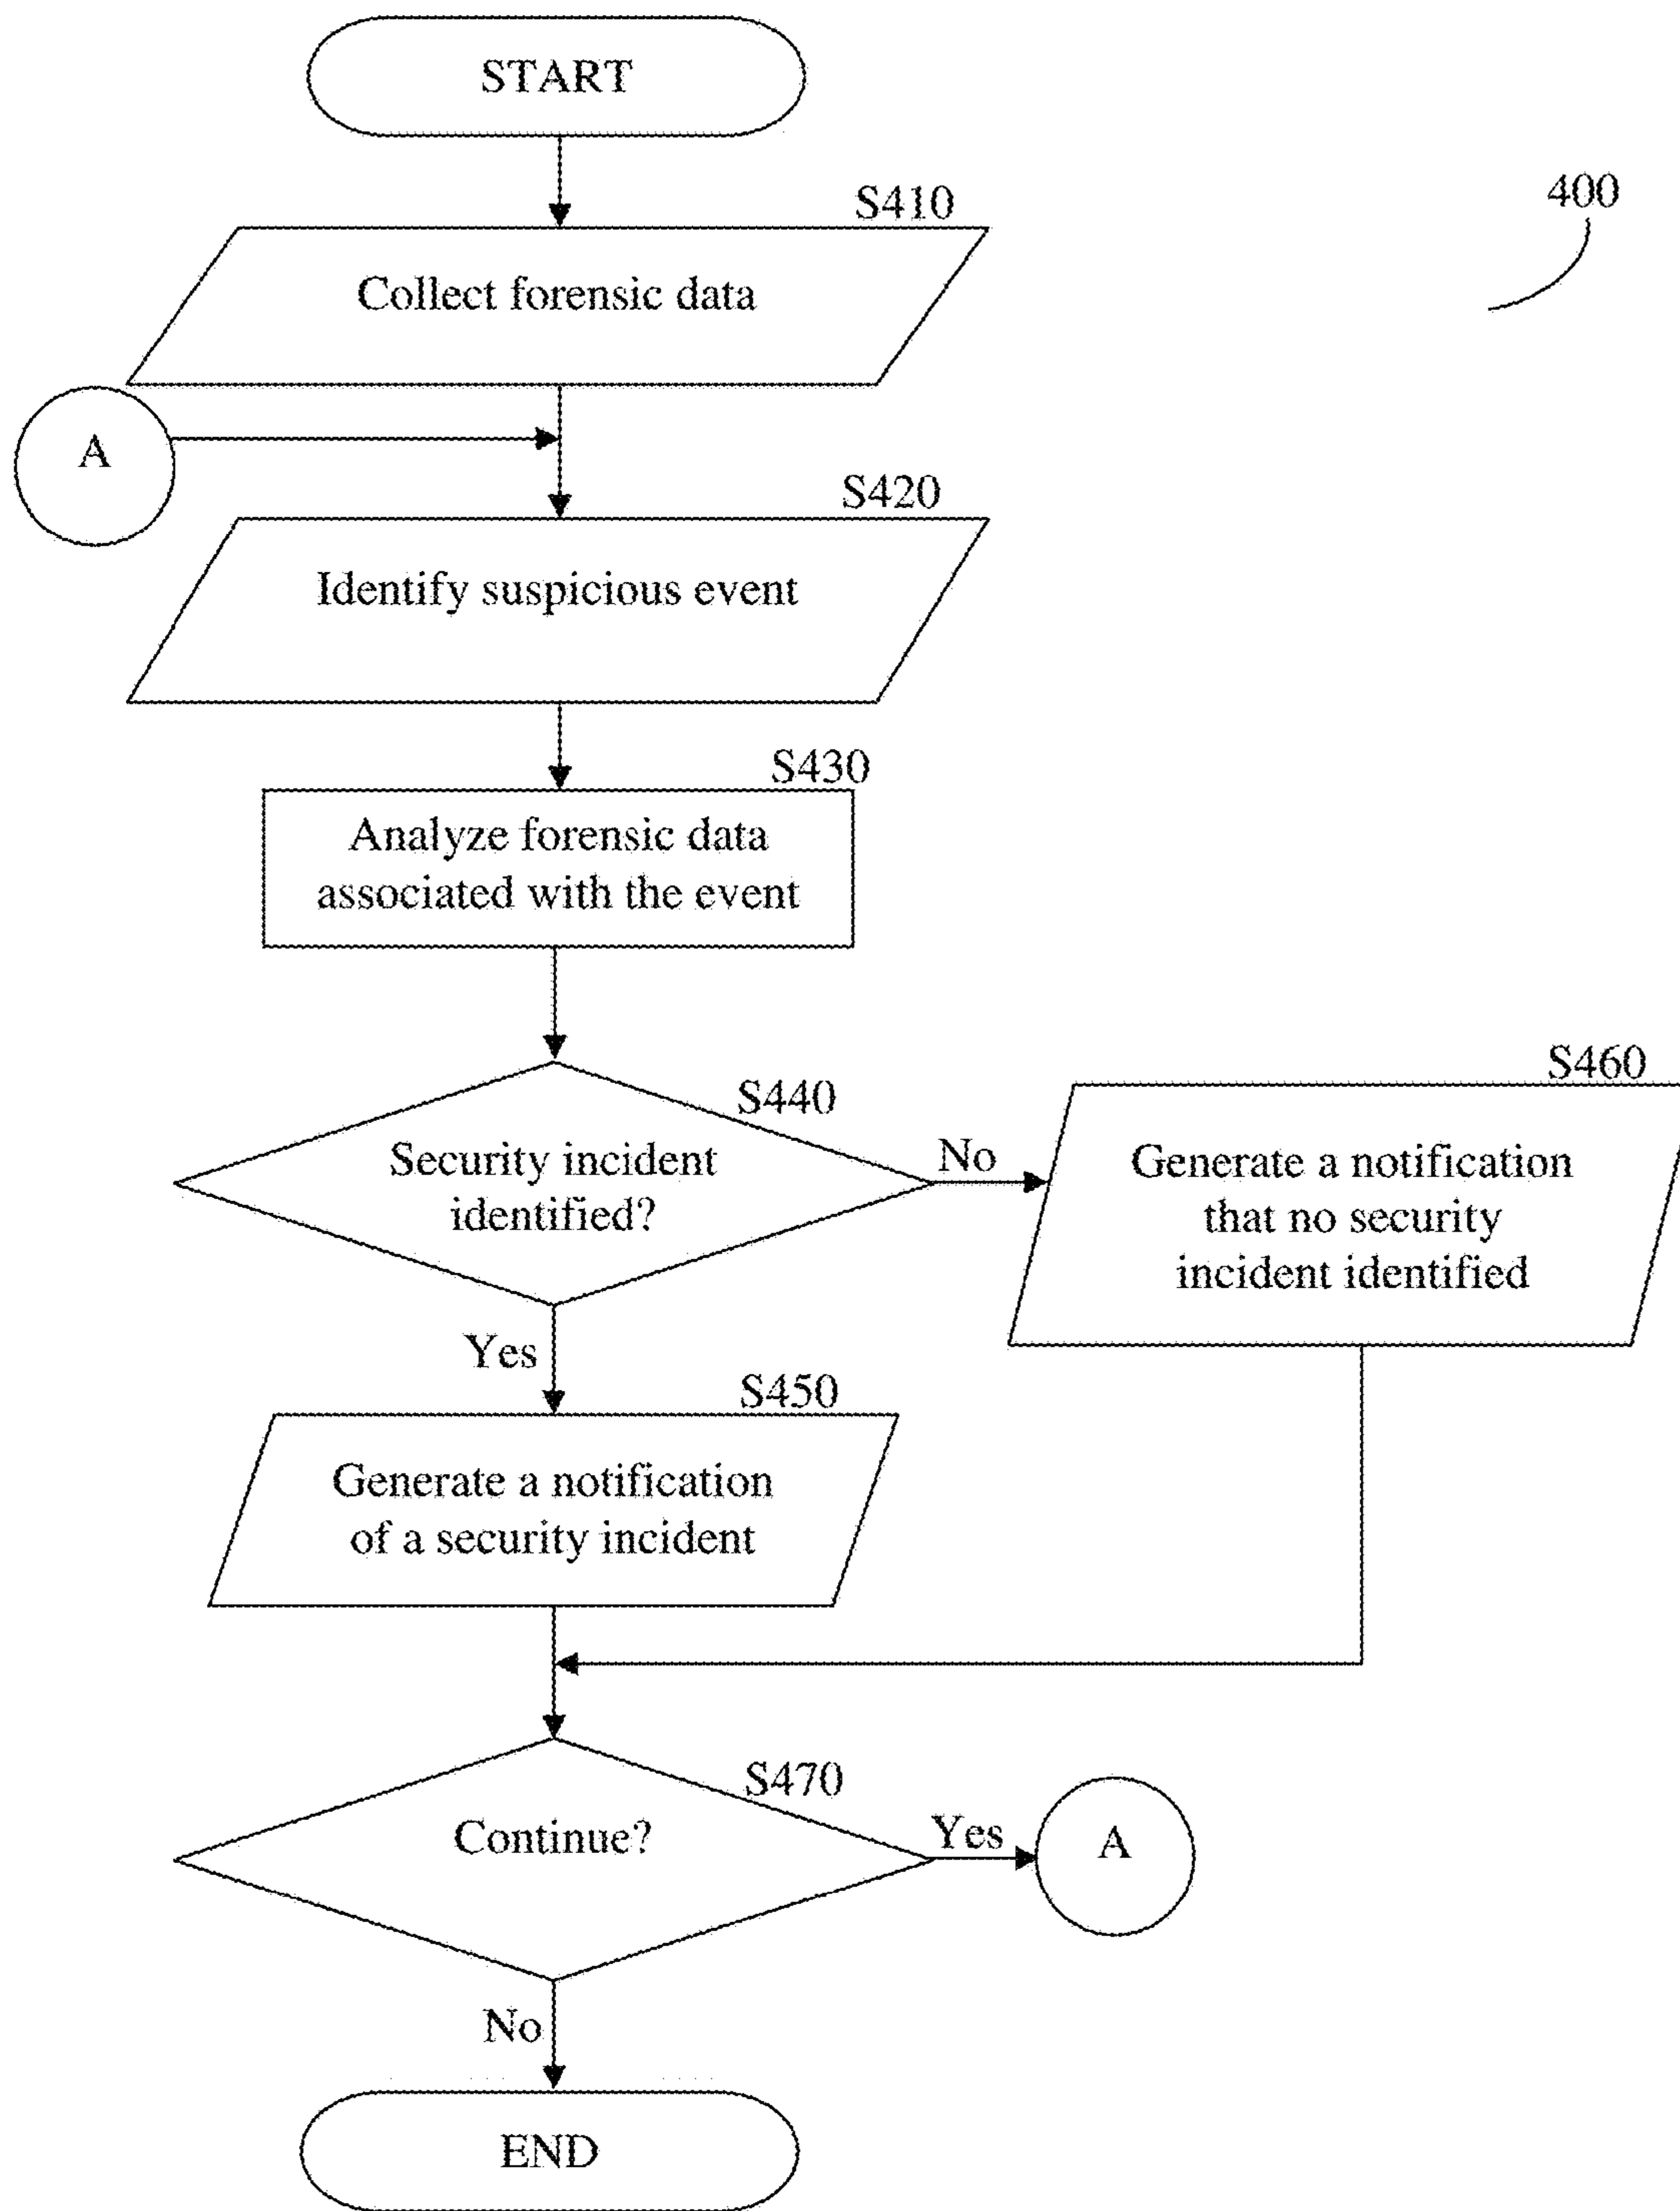 START
S410
400
Collect forensic data
A
S420
Identify suspicious event
S430
Analyze forensic data
associated with the event
S440
Security incident
identified?
No
S460
Generate a notification
that no security
incident identified
Yes
S450
Generate a notification
of a security incident
S470
Continue?
Yes
A
No
END